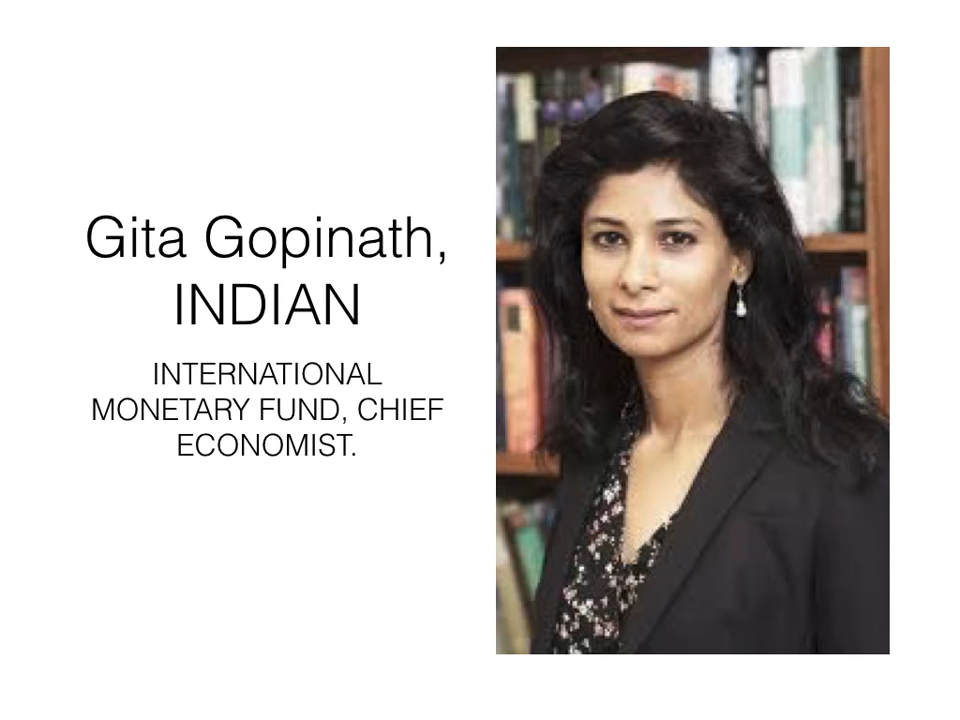 Gita Gopinath,
INDIAN
INTERNATIONAL
MONETARY FUND, CHIEF
ECONOMIST.